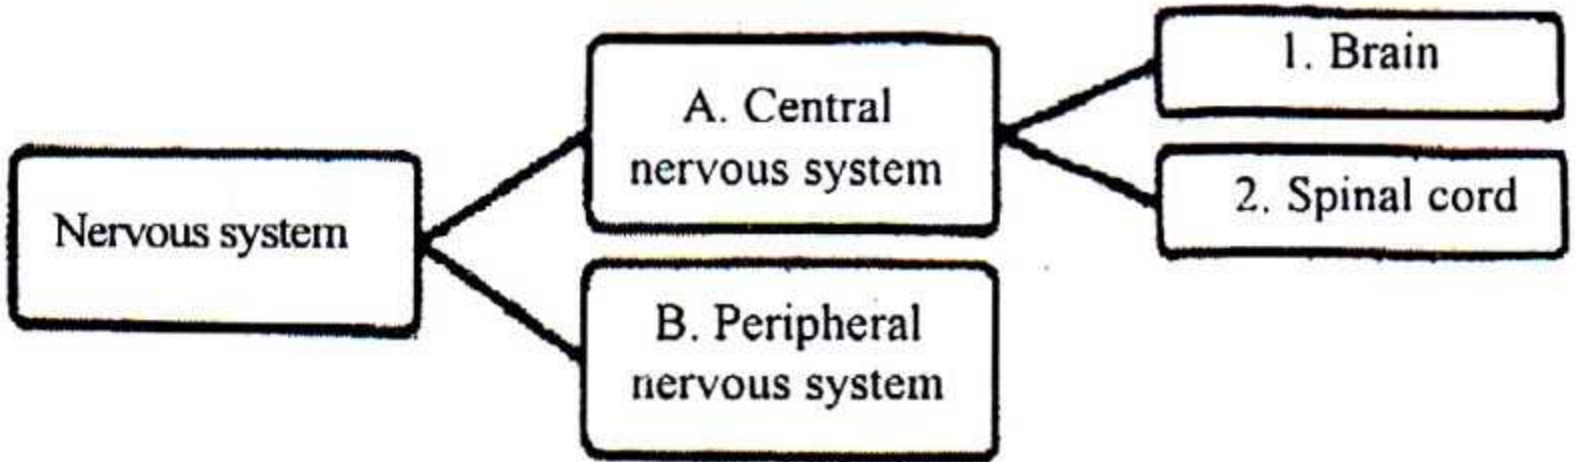 Nervous system
A. Central
nervous system
B. Peripheral
nervous system
1. Brain
2. Spinal cord